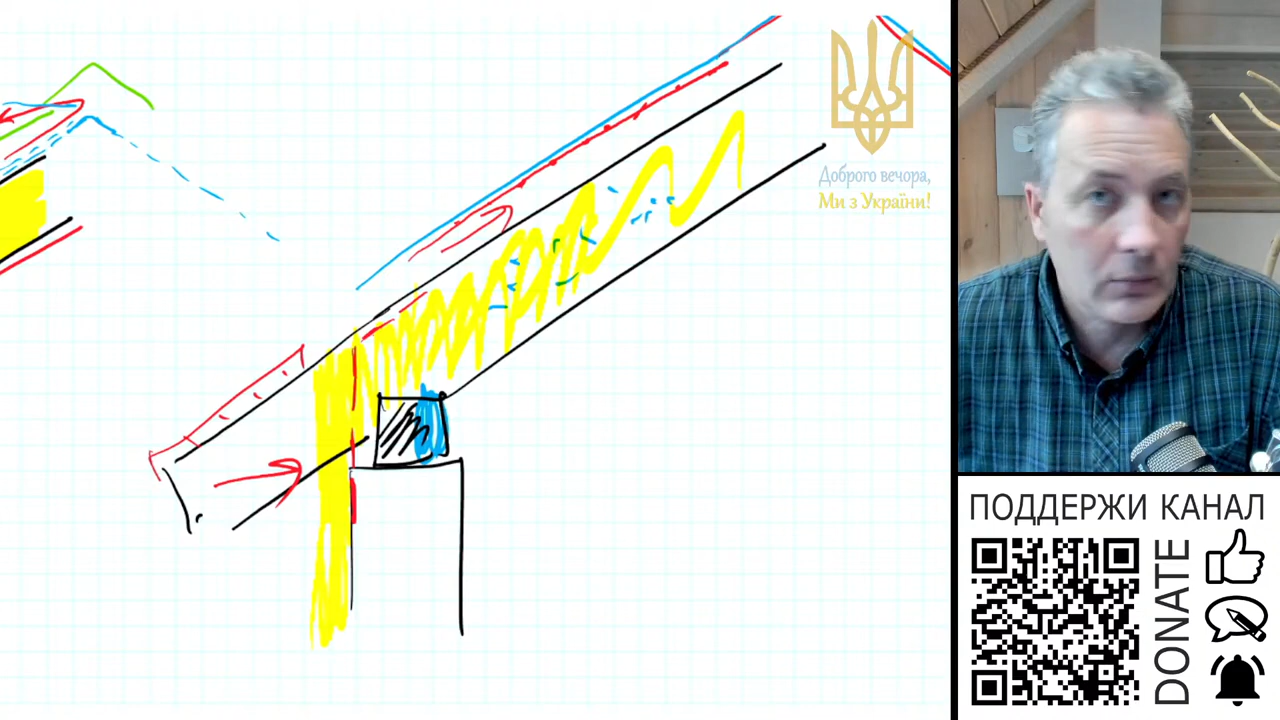 Доброго вечора,
Ми з України!
ПОДДЕРЖИ КАНАЛ
DONATE